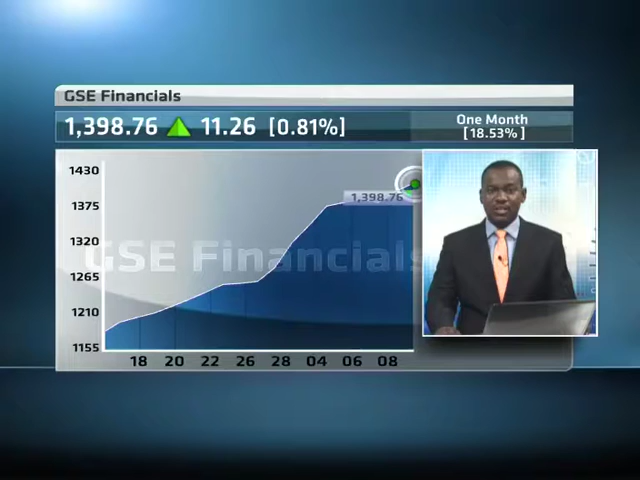 GSE Financials
1,398.76 11.26 [0.81%]
One Month
[18.53%]
1430
1375
1320
1265
1210
1155
1,398.76
GSE Financials
18 20 22 26 28 04 06 08